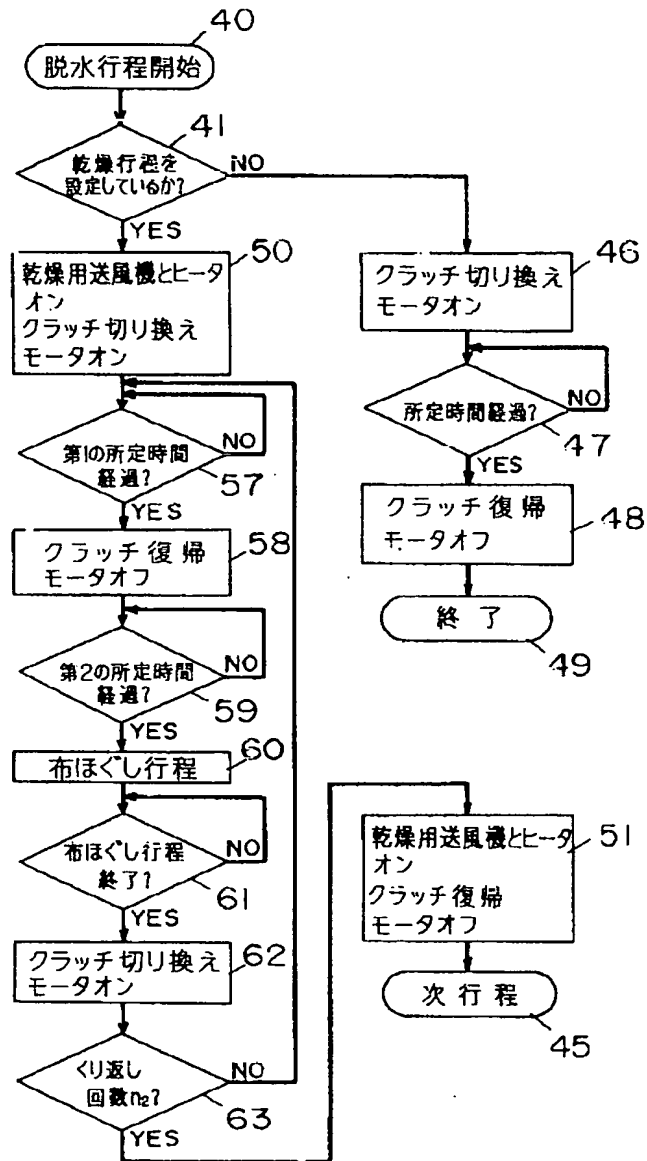 40
脱水行程開始
41
乾燥行程を
設定しているか?
NO
YES
50
乾燥用送風機とヒータ
オン
クラッチ切り換え
モータオン
第1の所定時間
経過?
NO
57
YES
58
クラッチ復帰
モータオフ
第2の所定時間
経過?
NO
59
YES
60
布ほぐし行程
布ほぐし行程
終了?
NO
61
YES
62
クラッチ切り換え
モータオン
くり返し
回数n₂?
NO
63
YES
46
クラッチ切り換え
モータオン
所定時間経過?
NO
47
YES
48
クラッチ復帰
モータオフ
終了
49
51
乾燥用送風機とヒータ
オン
クラッチ復帰
モータオフ
次行程
45